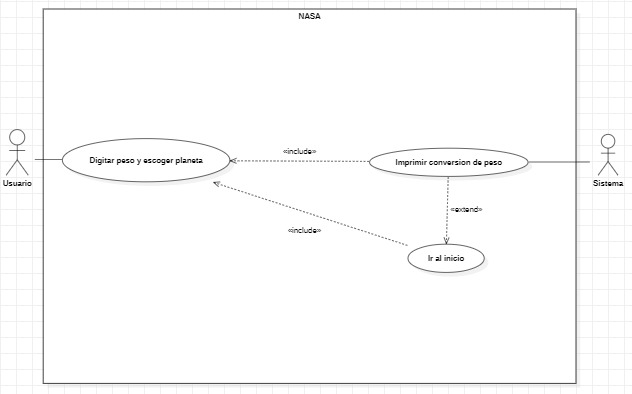 NASA
«include»
Digitar peso y escoger planeta
Imprimir conversion de peso
Usuario
Sistema
«extend»
«include»
Ir al inicio